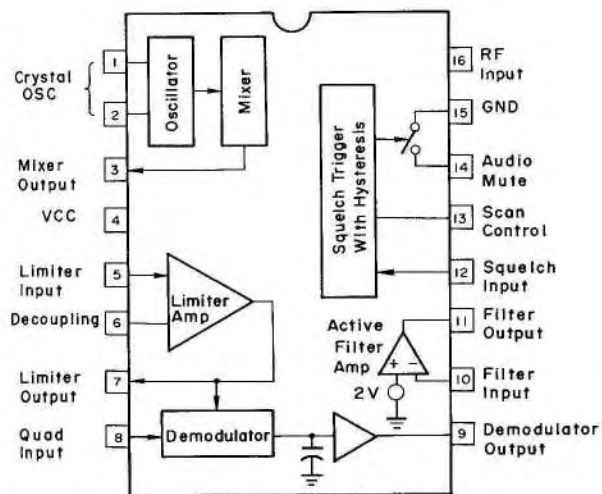 Crystal
OSC
1
2
Oscillator
Mixer
Mixer
Output
3
VCC
4
Limiter
Input
5
Decoupling
6
Limiter
Amp
Limiter
Output
7
Quad
Input
8
Demodulator
Squelch Trigger
With Hysteresis
16
RF
Input
15
GND
14
Audio
Mute
13
Scan
Control
12
Squelch
Input
11
Filter
Output
Active
Filter
Amp
+ −
2V
10
Filter
Input
9
Demodulator
Output